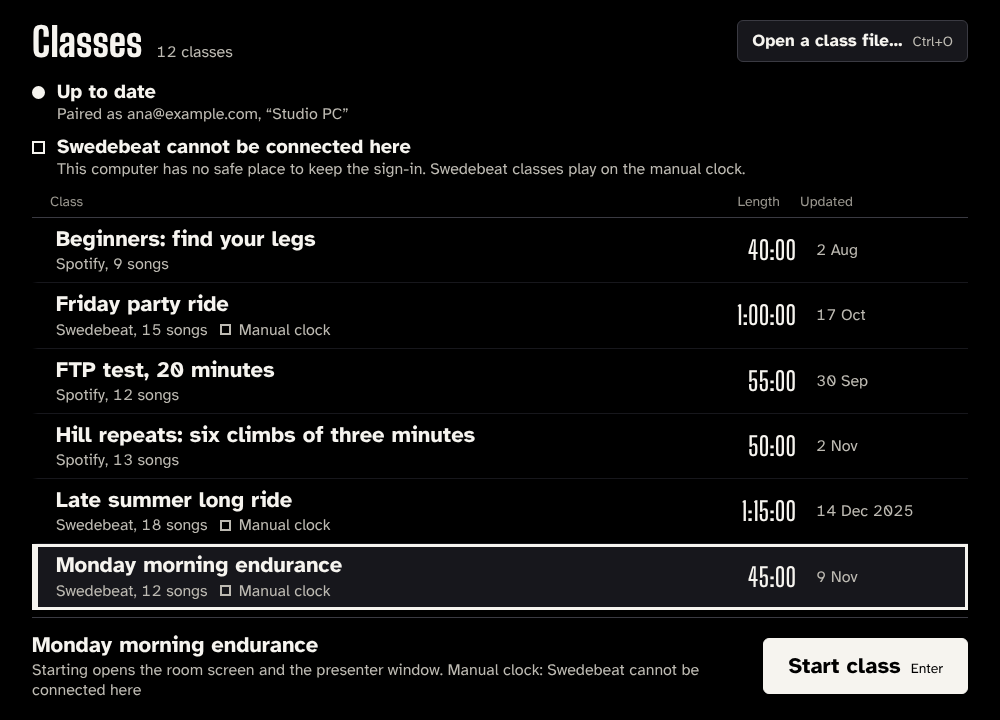 Classes 12 classes Open a class file... Ctrl+O
Up to date
Paired as ana@example.com, “Studio PC”
Swedebeat cannot be connected here
This computer has no safe place to keep the sign-in. Swedebeat classes play on the manual clock.
Class Length Updated
Beginners: find your legs
Spotify, 9 songs
40:00 2 Aug
Friday party ride
Swedebeat, 15 songs Manual clock
1:00:00 17 Oct
FTP test, 20 minutes
Spotify, 12 songs
55:00 30 Sep
Hill repeats: six climbs of three minutes
Spotify, 13 songs
50:00 2 Nov
Late summer long ride
Swedebeat, 18 songs Manual clock
1:15:00 14 Dec 2025
Monday morning endurance
Swedebeat, 12 songs Manual clock
45:00 9 Nov
Monday morning endurance
Starting opens the room screen and the presenter window. Manual clock: Swedebeat cannot be
connected here
Start class Enter